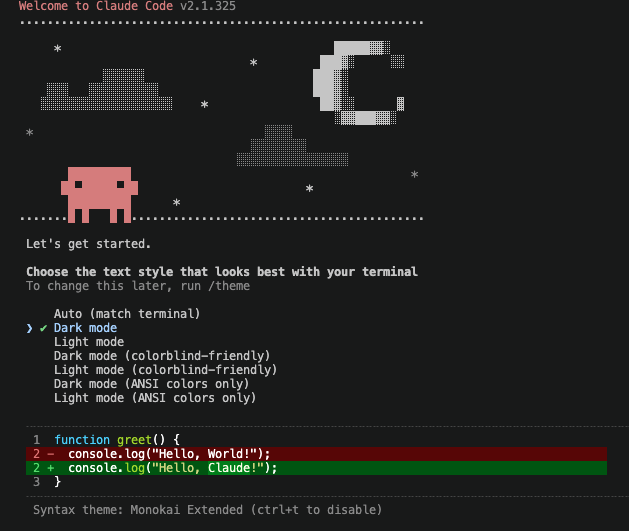 Welcome to Claude Code v2.1.325
Let's get started.
Choose the text style that looks best with your terminal
To change this later, run /theme
Auto (match terminal)
❯ ✔ Dark mode
Light mode
Dark mode (colorblind-friendly)
Light mode (colorblind-friendly)
Dark mode (ANSI colors only)
Light mode (ANSI colors only)
1 function greet() {
2 - console.log("Hello, World!");
2 + console.log("Hello, Claude!");
3 }
Syntax theme: Monokai Extended (ctrl+t to disable)